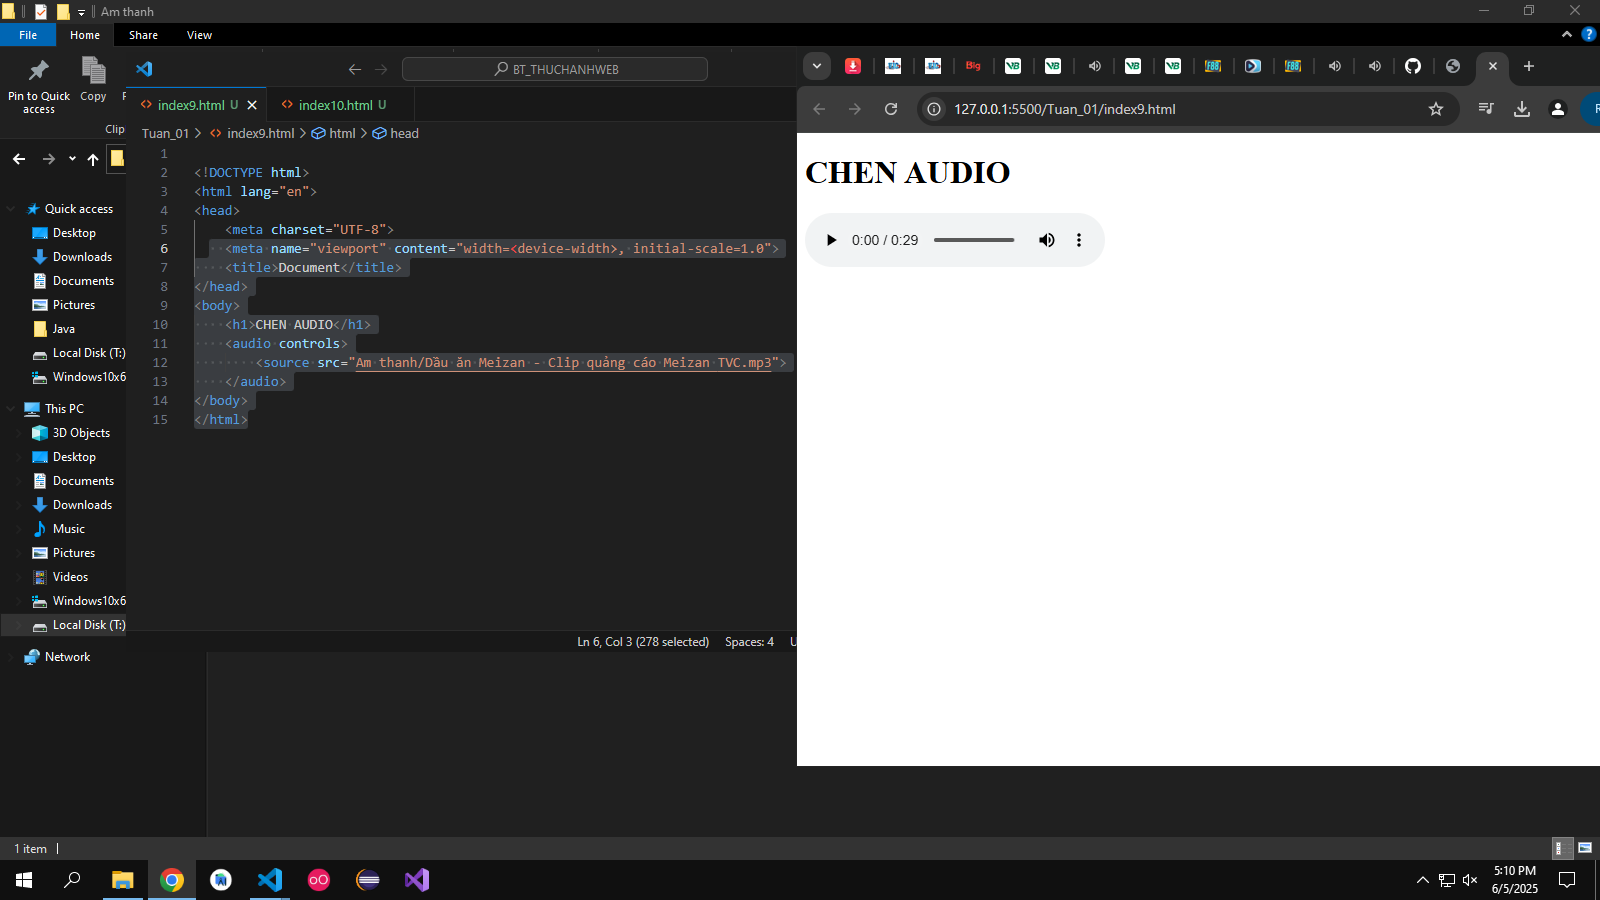 Am thanh
File Home Share View
Pin to Quick access
Copy
Clip
BT_THUCHANHWEB
index9.html U
index10.html U
Tuan_01 > index9.html > html > head
1
2 <!DOCTYPE html>
3 <html lang="en">
4 <head>
5 <meta charset="UTF-8">
6 <meta name="viewport" content="width=<device-width>, initial-scale=1.0">
7 <title>Document</title>
8 </head>
9 <body>
10 <h1>CHEN AUDIO</h1>
11 <audio controls>
12 <source src="Am thanh/Dầu ăn Meizan - Clip quảng cáo Meizan TVC.mp3">
13 </audio>
14 </body>
15 </html>
Ln 6, Col 3 (278 selected) Spaces: 4 U
Quick access
Desktop
Downloads
Documents
Pictures
Java
Local Disk (T:)
Windows10x6
This PC
3D Objects
Desktop
Documents
Downloads
Music
Pictures
Videos
Windows10x6
Local Disk (T:)
Network
1 item
Big
VB
VB
VB
VB
F88
F88
127.0.0.1:5500/Tuan_01/index9.html
CHEN AUDIO
0:00 / 0:29
5:10 PM
6/5/2025